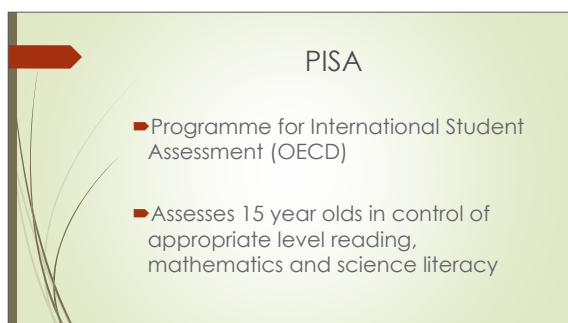 PISA
Programme for International Student
Assessment (OECD)
Assesses 15 year olds in control of
appropriate level reading,
mathematics and science literacy